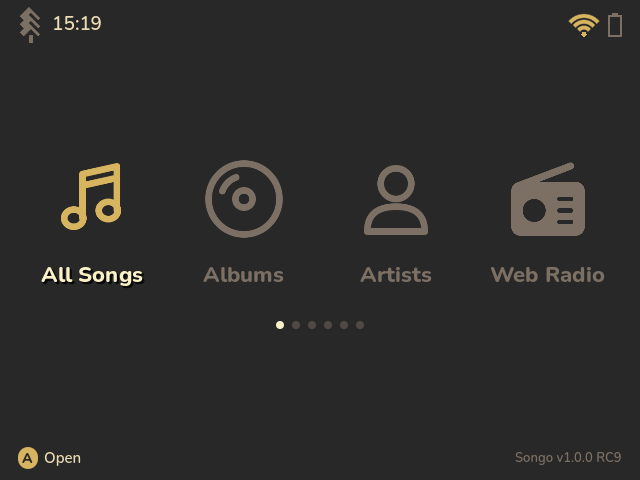 15:19
All Songs
Albums
Artists
Web Radio
A Open
Songo v1.0.0 RC9